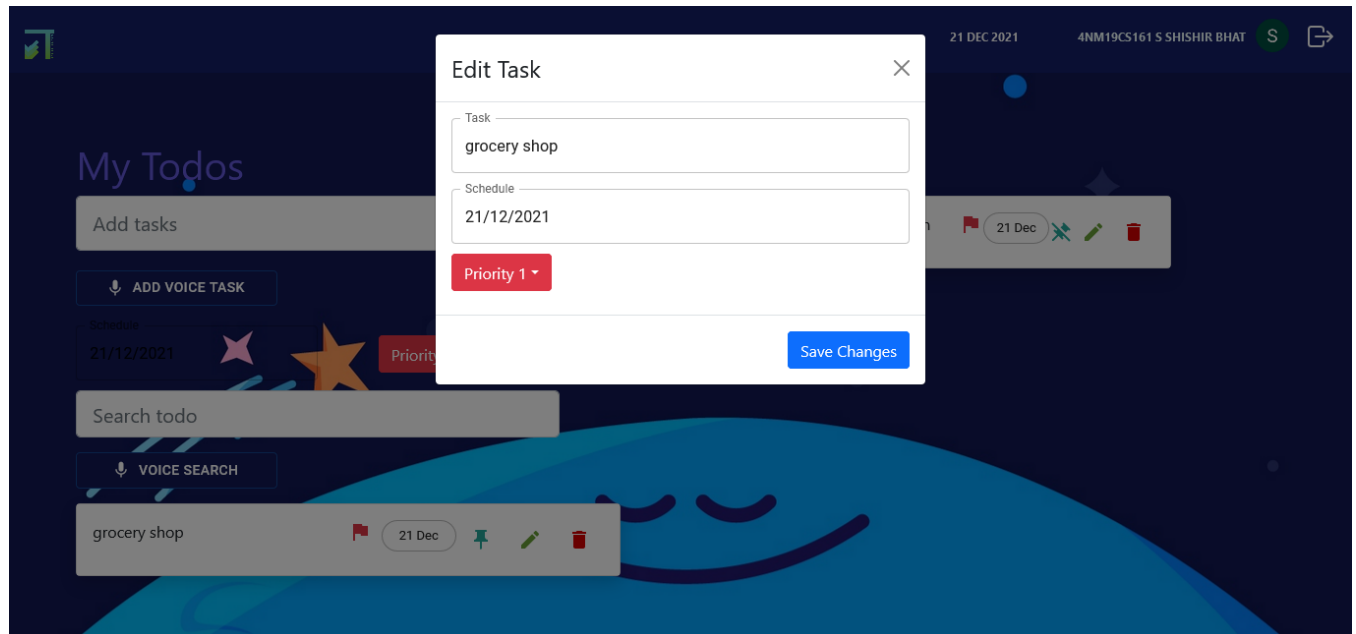 21 DEC 2021
4NM19CS161 S SHISHIR BHAT
S
Edit Task
Task
grocery shop
Schedule
21/12/2021
Priority 1
Save Changes
My Todos
Add tasks
ADD VOICE TASK
Schedule
21/12/2021
Search todo
VOICE SEARCH
grocery shop
21 Dec
21 Dec